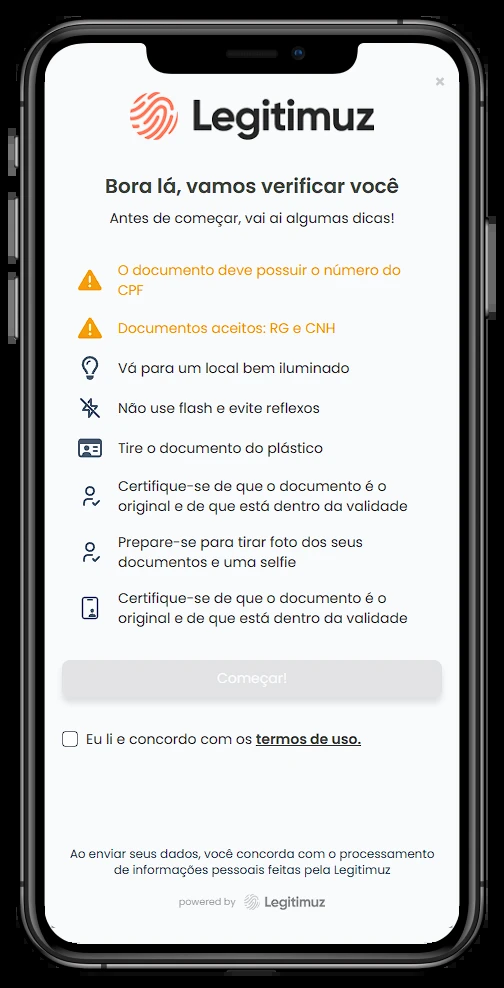 Legitimuz
Bora lá, vamos verificar você
Antes de começar, vai ai algumas dicas!
O documento deve possuir o número do
CPF
Documentos aceitos: RG e CNH
Vá para um local bem iluminado
Não use flash e evite reflexos
Tire o documento do plástico
Certifique-se de que o documento é o
original e de que está dentro da validade
Prepare-se para tirar foto dos seus
documentos e uma selfie
Certifique-se de que o documento é o
original e de que está dentro da validade
Começar!
Eu li e concordo com os termos de uso.
Ao enviar seus dados, você concorda com o processamento
de informações pessoais feitas pela Legitimuz
powered by Legitimuz